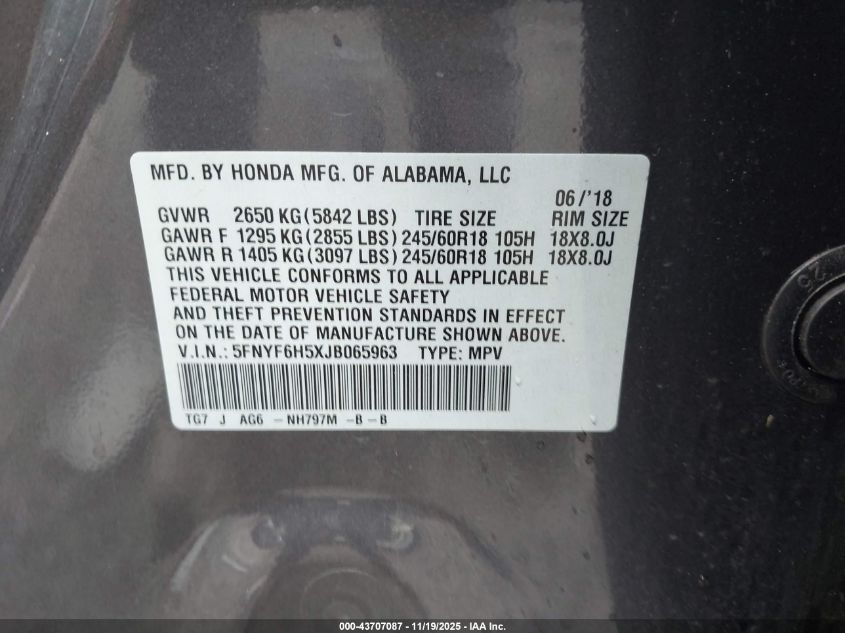 MFD. BY HONDA MFG. OF ALABAMA, LLC
06/'18
GVWR 2650 KG(5842 LBS) TIRE SIZE RIM SIZE
GAWR F 1295 KG(2855 LBS) 245/60R18 105H 18X8.0J
GAWR R 1405 KG(3097 LBS) 245/60R18 105H 18X8.0J
THIS VEHICLE CONFORMS TO ALL APPLICABLE
FEDERAL MOTOR VEHICLE SAFETY
AND THEFT PREVENTION STANDARDS IN EFFECT
ON THE DATE OF MANUFACTURE SHOWN ABOVE.
V.I.N.: 5FNYF6H5XJB065963 TYPE: MPV
TG7 J AG6 -NH797M -B-B
000-43707087 - 11/19/2025 - IAA Inc.